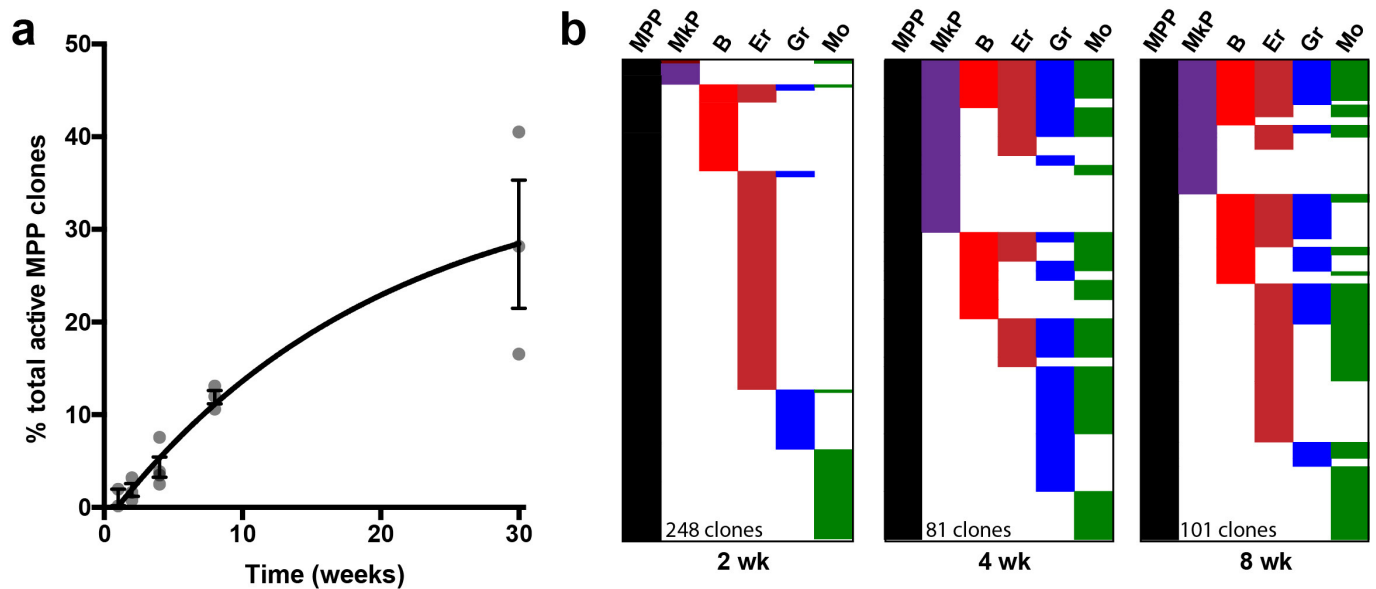 a
50
40
30
20
10
0
0 10 20 30
% total active MPP clones
Time (weeks)
b
MPP MkP B Er Gr Mo
248 clones
2 wk
MPP MkP B Er Gr Mo
81 clones
4 wk
MPP MkP B Er Gr Mo
101 clones
8 wk